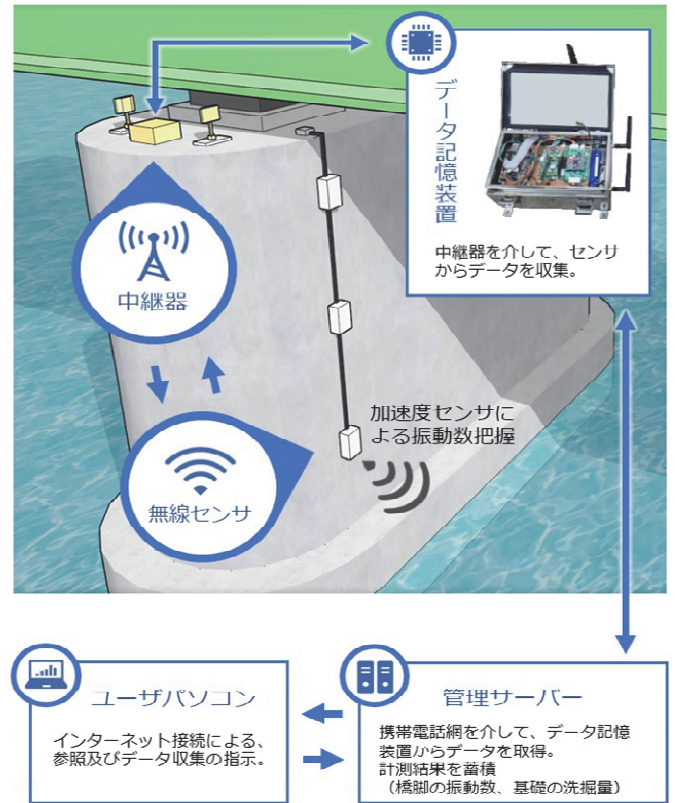 データ記憶装置
中継器を介して、センサ
からデータを収集。
中継器
加速度センサに
よる振動数把握
無線センサ
ユーザパソコン
インターネット接続による、
参照及びデータ収集の指示。
管理サーバー
携帯電話網を介して、データ記憶
装置からデータを取得。
計測結果を蓄積
（橋脚の振動数、基礎の洗掘量）